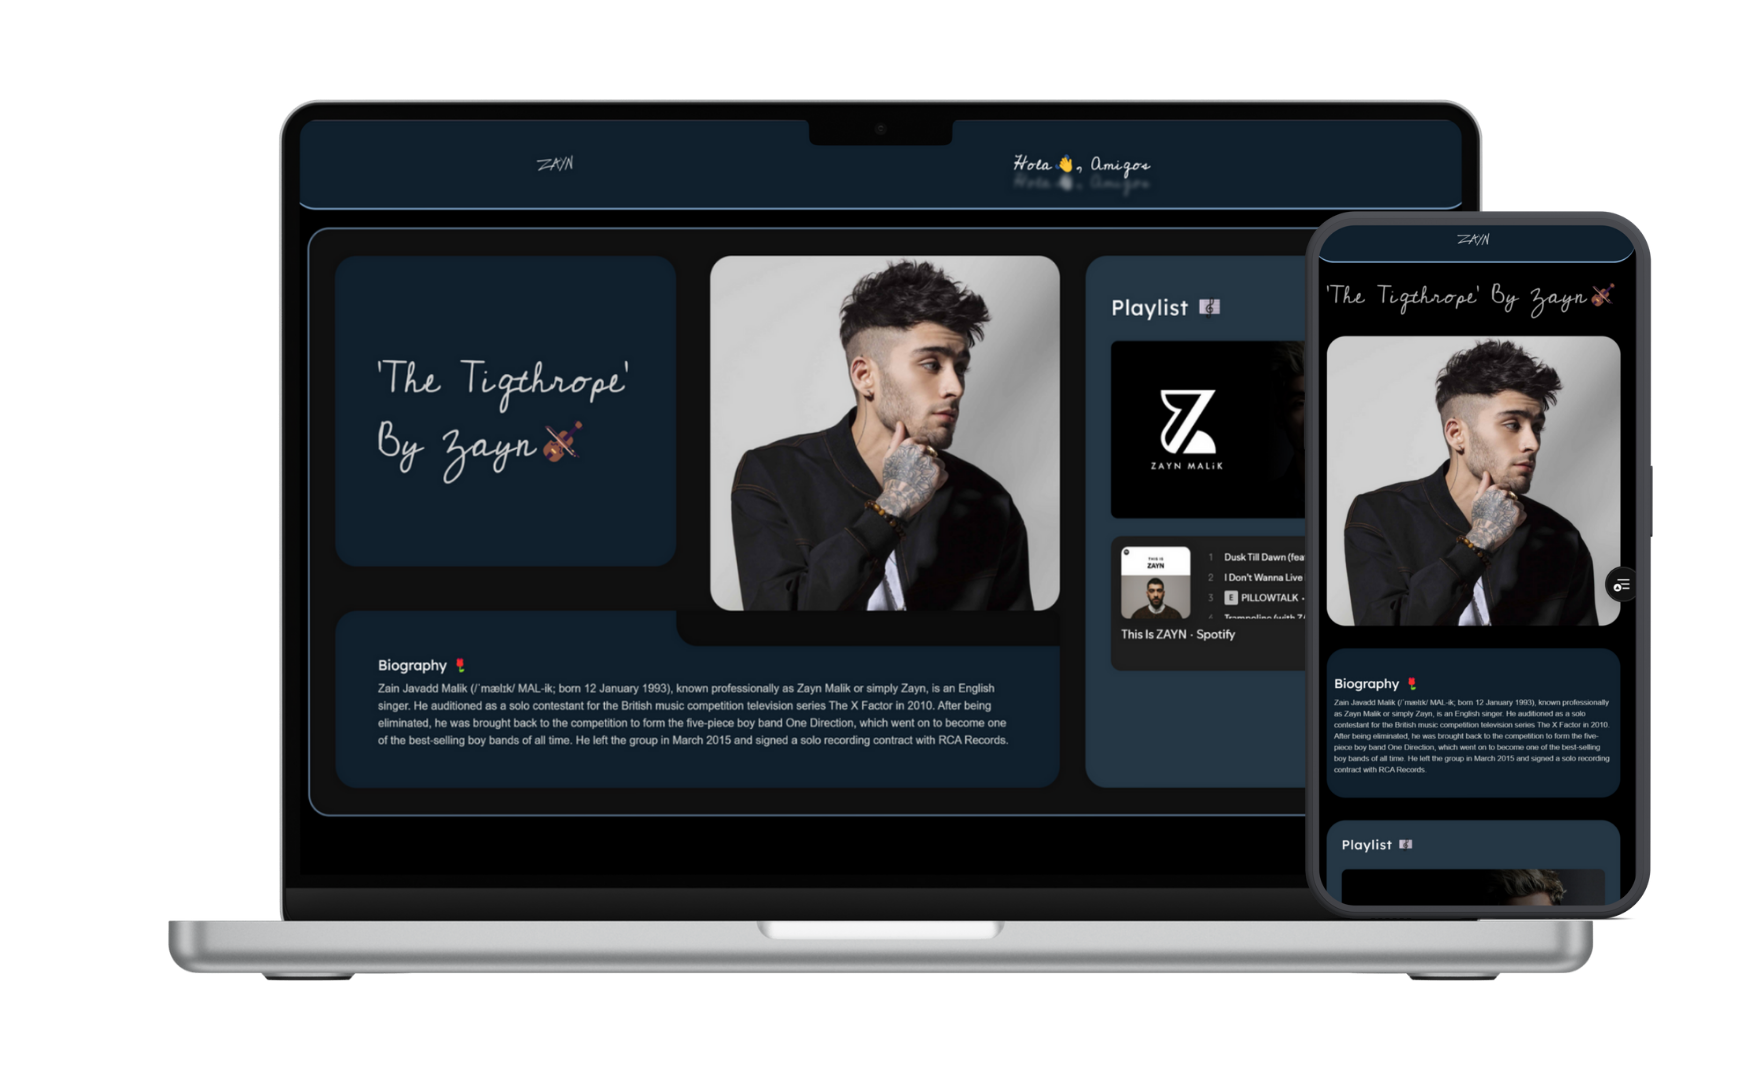 ZAYN
Hola 👋, Amigos
'The Tigthrope'
By Zayn🎻
Playlist 🎼
ZAYN MALiK
THIS IS
ZAYN
1 Dusk Till Dawn (fea
2 I Don't Wanna Live
3 E PILLOWTALK •
4 Trampoline (with Z
This Is ZAYN · Spotify
Biography 🌷
Zain Javadd Malik (/ˈmælɪk/ MAL-ik; born 12 January 1993), known professionally as Zayn Malik or simply Zayn, is an English
singer. He auditioned as a solo contestant for the British music competition television series The X Factor in 2010. After being
eliminated, he was brought back to the competition to form the five-piece boy band One Direction, which went on to become one
of the best-selling boy bands of all time. He left the group in March 2015 and signed a solo recording contract with RCA Records.
ZAYN
'The Tigthrope' By Zayn🎻
Biography 🌷
Zain Javadd Malik (/ˈmælɪk/ MAL-ik; born 12 January 1993), known professionally
as Zayn Malik or simply Zayn, is an English singer. He auditioned as a solo
contestant for the British music competition television series The X Factor in 2010.
After being eliminated, he was brought back to the competition to form the five-
piece boy band One Direction, which went on to become one of the best-selling
boy bands of all time. He left the group in March 2015 and signed a solo recording
contract with RCA Records.
Playlist 🎼